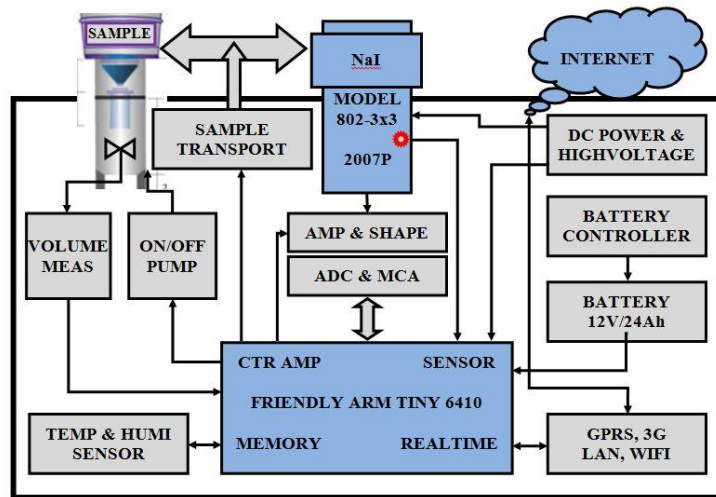 SAMPLE
NaI
INTERNET
MODEL
802-3x3
2007P
SAMPLE
TRANSPORT
DC POWER &
HIGHVOLTAGE
VOLUME
MEAS
ON/OFF
PUMP
AMP & SHAPE
ADC & MCA
BATTERY
CONTROLLER
BATTERY
12V/24Ah
CTR AMP
SENSOR
FRIENDLY ARM TINY 6410
MEMORY
REALTIME
TEMP & HUMI
SENSOR
GPRS, 3G
LAN, WIFI